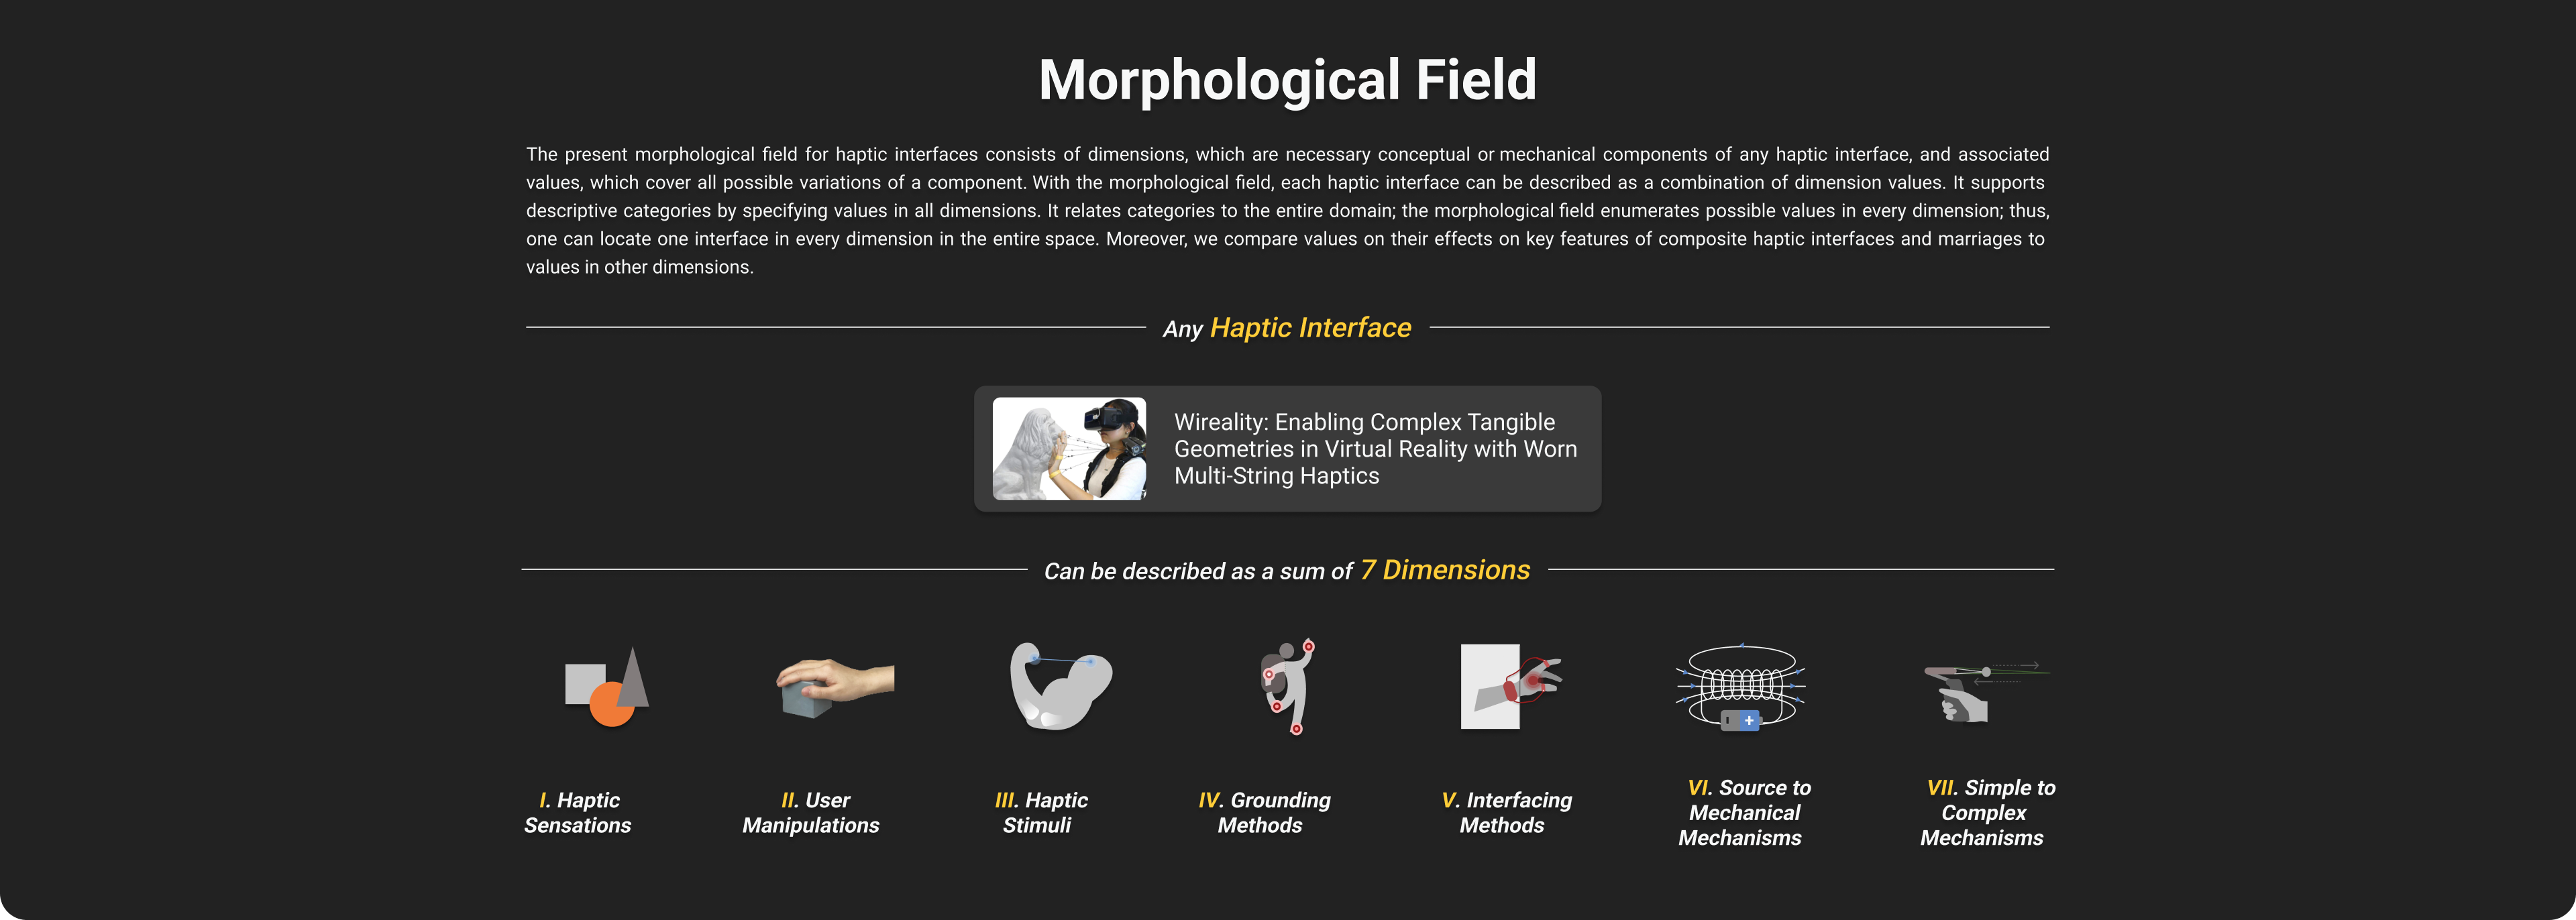 Morphological Field
The present morphological field for haptic interfaces consists of dimensions, which are necessary conceptual or mechanical components of any haptic interface, and associated
values, which cover all possible variations of a component. With the morphological field, each haptic interface can be described as a combination of dimension values. It supports
descriptive categories by specifying values in all dimensions. It relates categories to the entire domain; the morphological field enumerates possible values in every dimension; thus,
one can locate one interface in every dimension in the entire space. Moreover, we compare values on their effects on key features of composite haptic interfaces and marriages to
values in other dimensions.
Any Haptic Interface
Wireality: Enabling Complex Tangible
Geometries in Virtual Reality with Worn
Multi-String Haptics
Can be described as a sum of 7 Dimensions
I. Haptic
Sensations
II. User
Manipulations
III. Haptic
Stimuli
IV. Grounding
Methods
V. Interfacing
Methods
VI. Source to
Mechanical
Mechanisms
VII. Simple to
Complex
Mechanisms